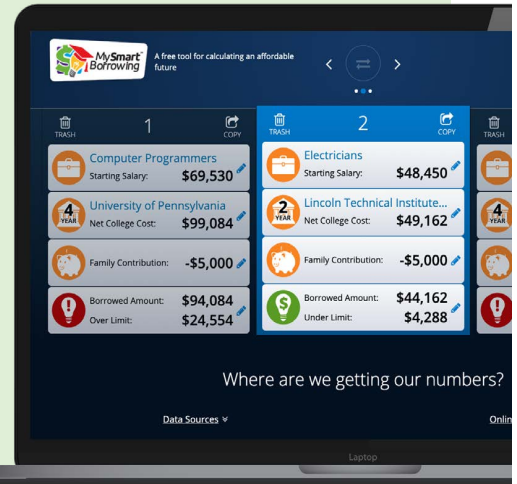 My Smart
Borrowing
A free tool for calculating an affordable
future
TRASH
1
COPY
Computer Programmers
Starting Salary: $69,530
4
YEAR
University of Pennsylvania
Net College Cost: $99,084
Family Contribution: -$5,000
Borrowed Amount: $94,084
Over Limit: $24,554
TRASH
2
COPY
Electricians
Starting Salary: $48,450
2
YEAR
Lincoln Technical Institute...
Net College Cost: $49,162
Family Contribution: -$5,000
Borrowed Amount: $44,162
Under Limit: $4,288
TRASH
4
YEAR
Where are we getting our numbers?
Data Sources
Onlin
Laptop